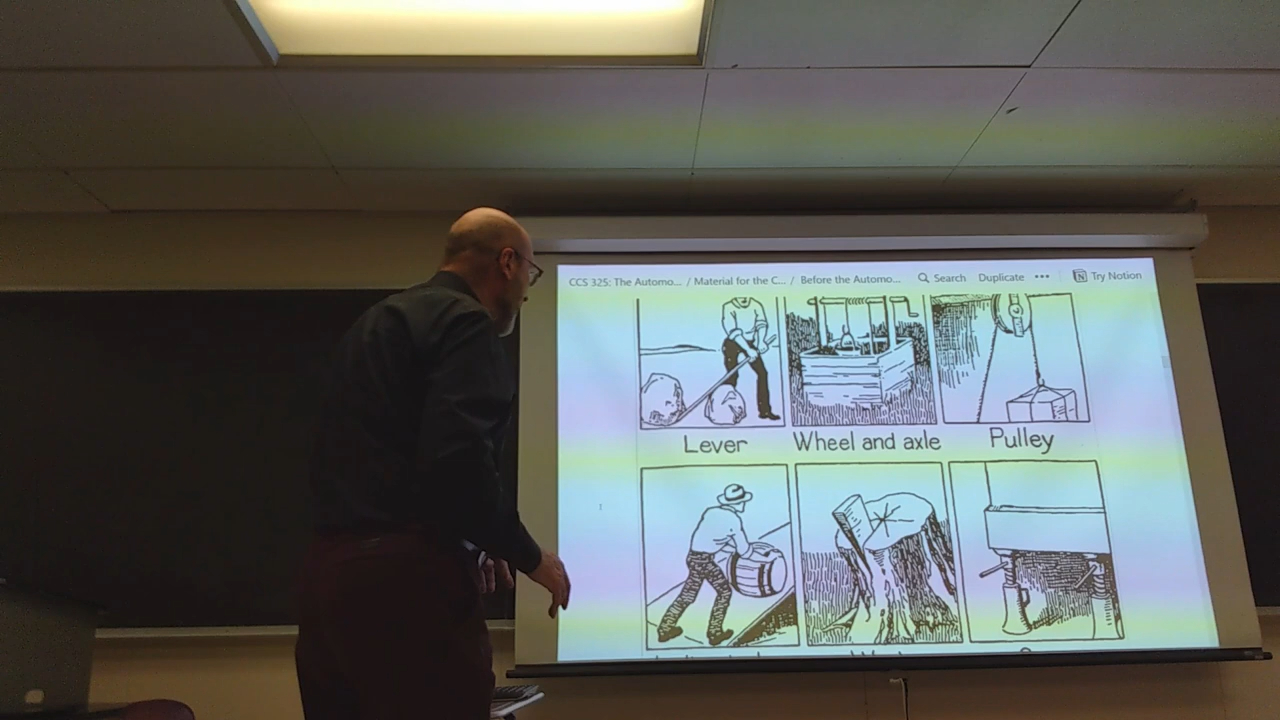 CCS 325: The Automo... / Material for the C... / Before the Automo... Search Duplicate ••• Try Notion
Lever Wheel and axle Pulley